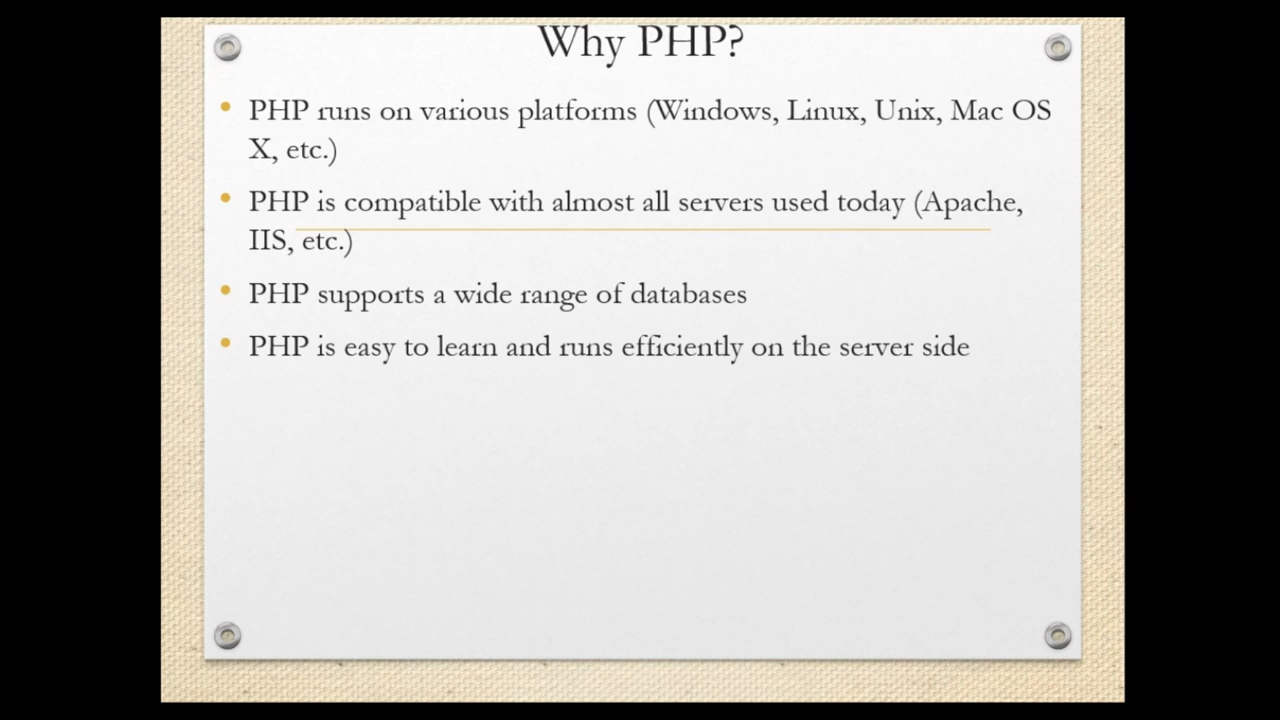 Why PHP?
• PHP runs on various platforms (Windows, Linux, Unix, Mac OS
X, etc.)
• PHP is compatible with almost all servers used today (Apache,
IIS, etc.)
• PHP supports a wide range of databases
• PHP is easy to learn and runs efficiently on the server side